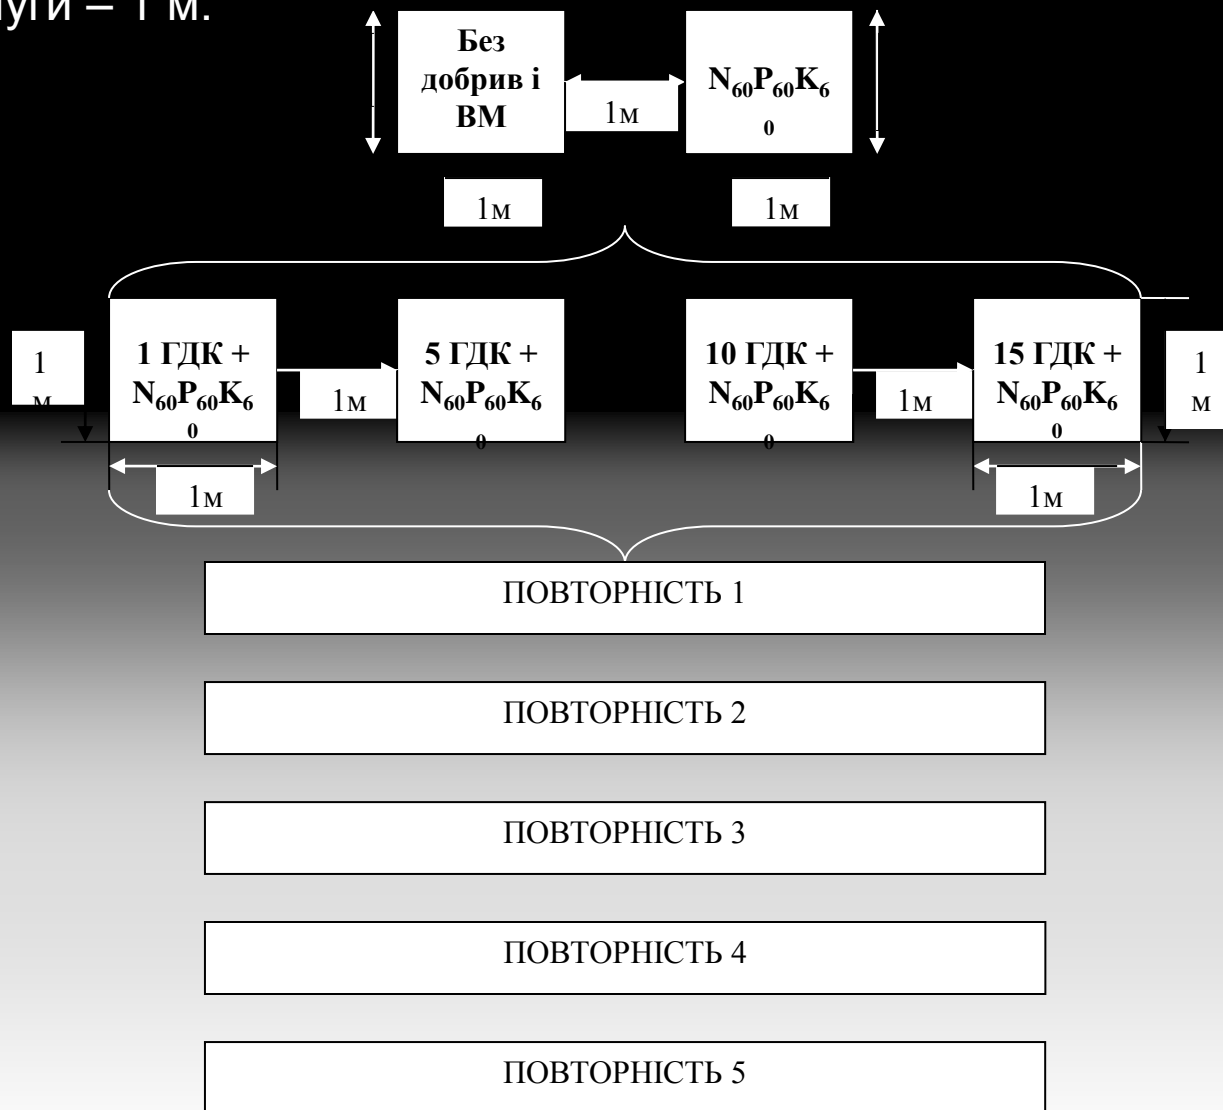 – 1 м.
Без
добрив і
ВМ
1м
N₆₀P₆₀K₆
₀
1м
1м
1
м
1 ГДК +
N₆₀P₆₀K₆
₀
1м
5 ГДК +
N₆₀P₆₀K₆
₀
10 ГДК +
N₆₀P₆₀K₆
₀
1м
15 ГДК +
N₆₀P₆₀K₆
₀
1
м
1м
1м
ПОВТОРНІСТЬ 1
ПОВТОРНІСТЬ 2
ПОВТОРНІСТЬ 3
ПОВТОРНІСТЬ 4
ПОВТОРНІСТЬ 5